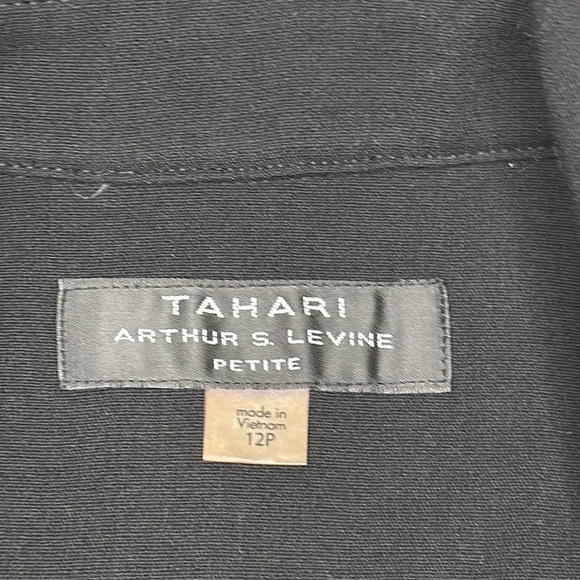 TAHARI
ARTHUR S. LEVINE
PETITE
made in
Vietnam
12P